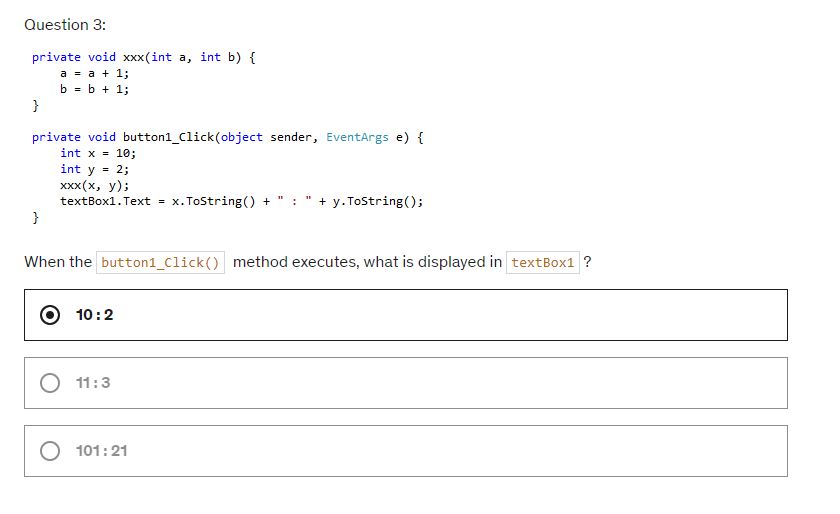 Question 3:
private void xxx(int a, int b) {
    a = a + 1;
    b = b + 1;
}
private void button1_Click(object sender, EventArgs e) {
    int x = 10;
    int y = 2;
    xxx(x, y);
    textBox1.Text = x.ToString() + " : " + y.ToString();
}
When the button1_Click() method executes, what is displayed in textBox1 ?
10 : 2
11 : 3
101 : 21